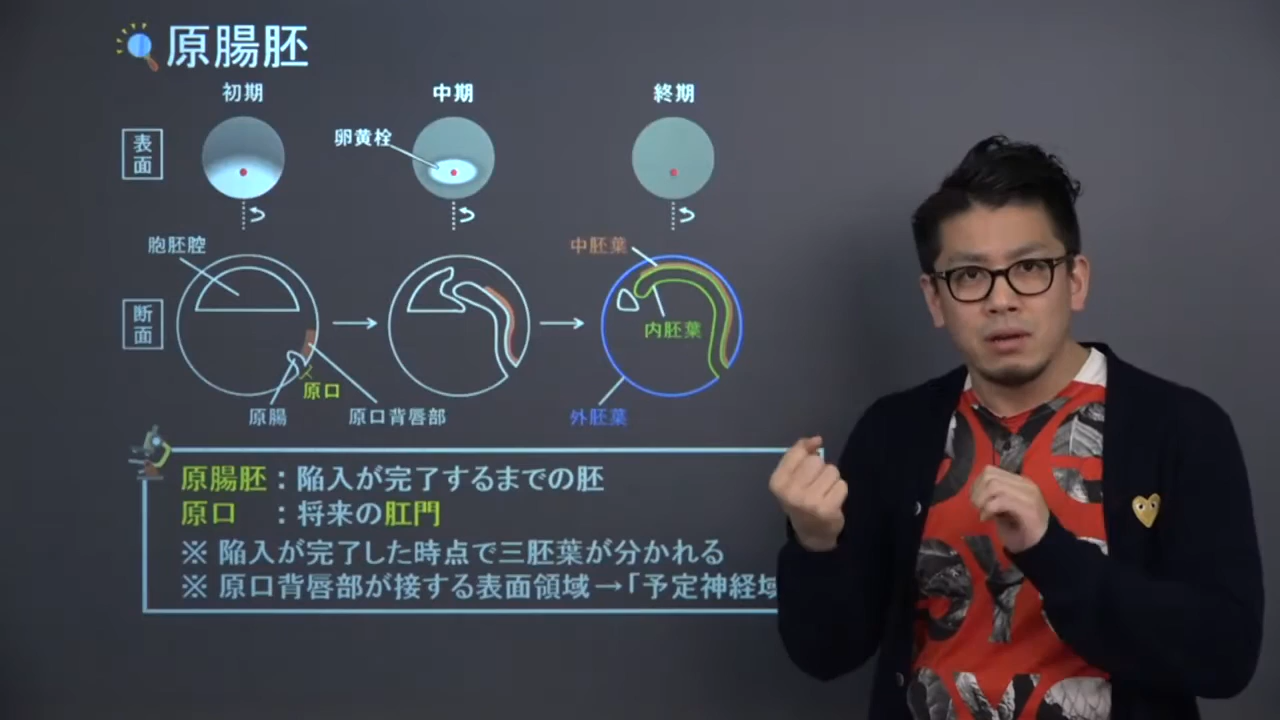 原腸胚
初期
中期
終期
表面
卵黄栓
胞胚腔
中胚葉
断面
内胚葉
原口
原腸
原口背唇部
外胚葉
原腸胚：陥入が完了するまでの胚
原口　：将来の肛門
※ 陥入が完了した時点で三胚葉が分かれる
※ 原口背唇部が接する表面領域→「予定神経域